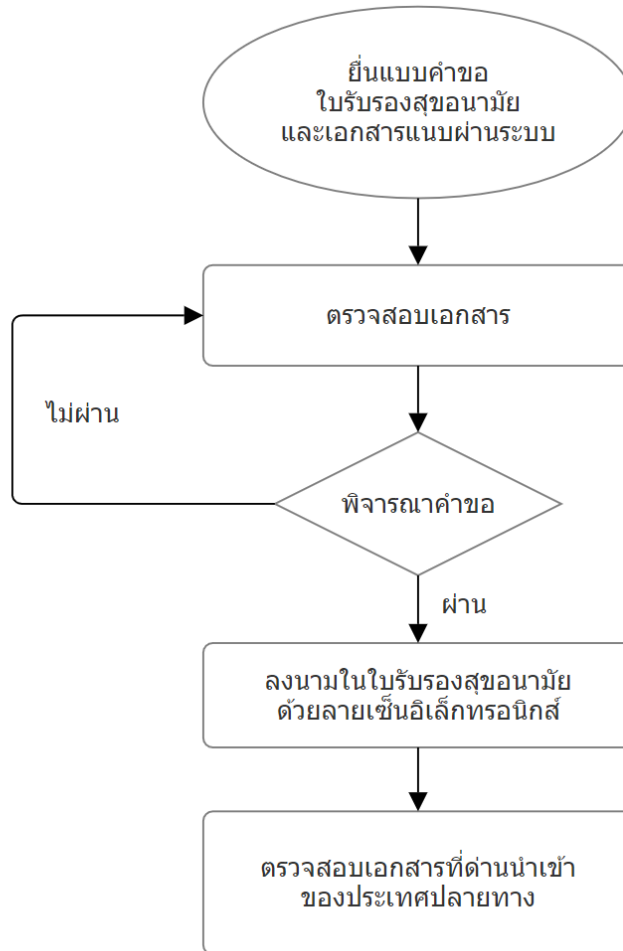 ยื่นแบบคำขอ
ใบรับรองสุขอนามัย
และเอกสารแนบผ่านระบบ
ตรวจสอบเอกสาร
ไม่ผ่าน
พิจารณาคำขอ
ผ่าน
ลงนามในใบรับรองสุขอนามัย
ด้วยลายเซ็นอิเล็กทรอนิกส์
ตรวจสอบเอกสารที่ด่านนำเข้า
ของประเทศปลายทาง